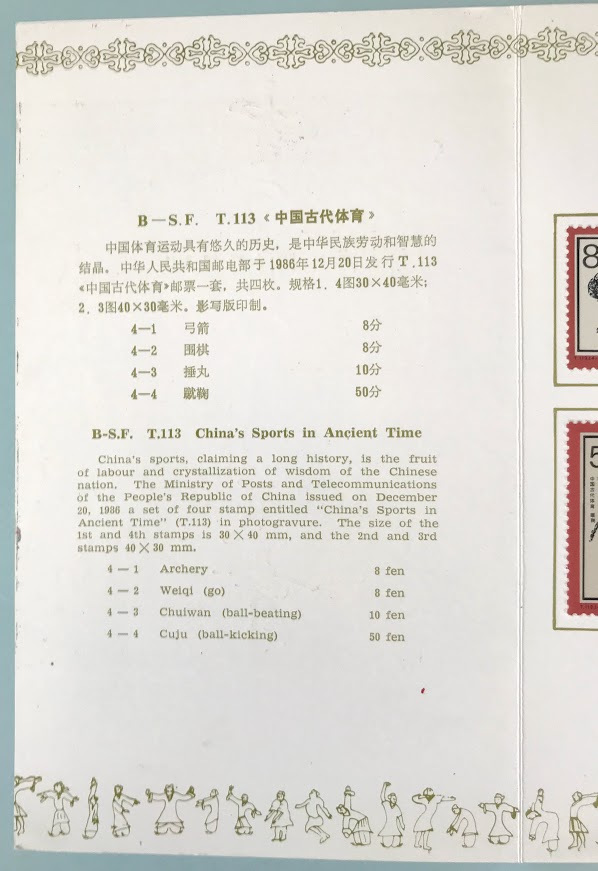 B—S.F. T.113《中国古代体育》
中国体育运动具有悠久的历史，是中华民族劳动和智慧的
结晶。中华人民共和国邮电部于1986年12月20日发行T.113
《中国古代体育》邮票一套，共四枚。规格1．4图30×40毫米；
2．3图40×30毫米。影写版印制。
4—1 弓箭 8分
4—2 围棋 8分
4—3 捶丸 10分
4—4 蹴鞠 50分
B-S.F. T.113 China's Sports in Ancient Time
China's sports, claiming a long history, is the fruit
of labour and crystallization of wisdom of the Chinese
nation. The Ministry of Posts and Telecommunications
of the People's Republic of China issued on December
20, 1986 a set of four stamp entitled "China's Sports in
Ancient Time" (T.113) in photogravure. The size of the
1st and 4th stamps is 30×40 mm, and the 2nd and 3rd
stamps 40×30 mm.
4—1 Archery 8 fen
4—2 Weiqi (go) 8 fen
4—3 Chuiwan (ball-beating) 10 fen
4—4 Cuju (ball-kicking) 50 fen
8
5